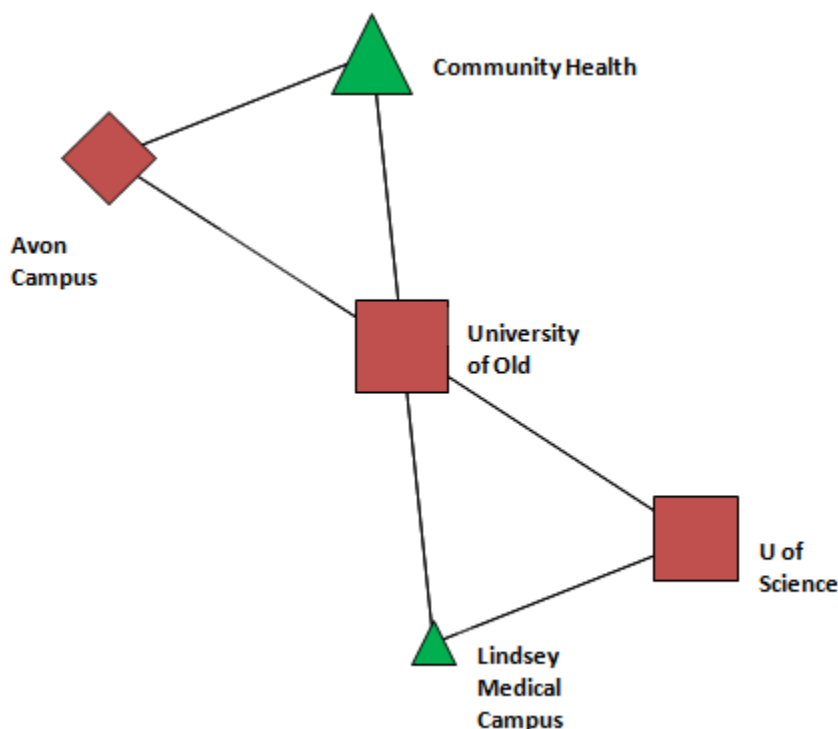 Community Health
Avon
Campus
University
of Old
U of
Science
Lindsey
Medical
Campus